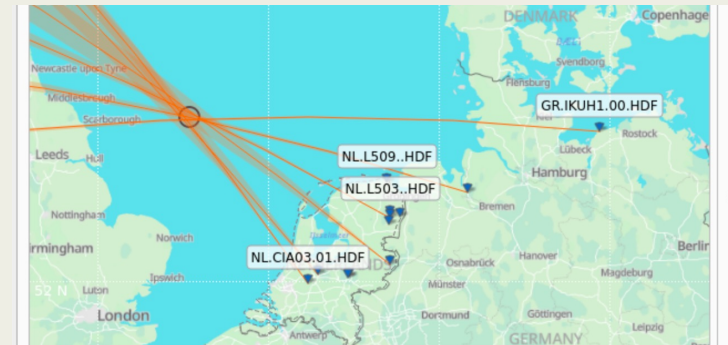 DENMARK
Copenhage
Svendborg
Newcastle upon Tyne
Flensburg
Middlesbrough
GR.IKUH1.00.HDF
Scarborough
Rostock
Lübeck
Leeds
Hull
NL.L509..HDF
Hamburg
NL.L503..HDF
Bremen
Nottingham
Norwich
rmingham
Berlin
NL.CIA03.01.HDF
Hanover
Osnabrück
Ipswich
Magdeburg
52 N
Luton
Münster
London
Dortmund
Göttingen
Leipzig
Antwerp
GERMANY